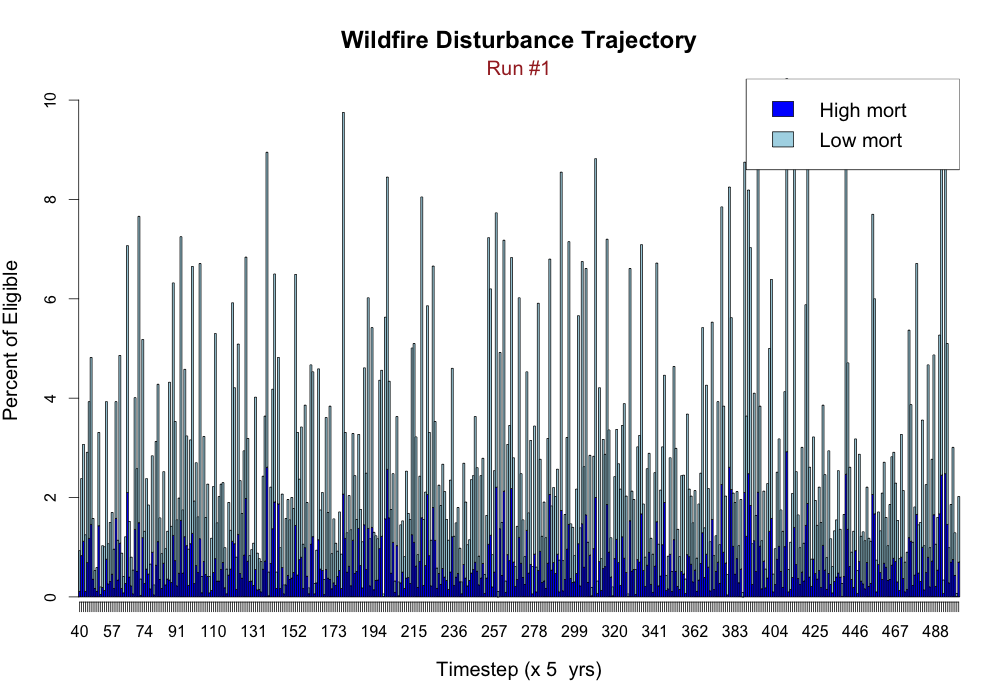 Wildfire Disturbance Trajectory
Run #1
High mort
Low mort
Percent of Eligible
10
8
6
4
2
0
40 57 74 91 110 131 152 173 194 215 236 257 278 299 320 341 362 383 404 425 446 467 488
Timestep (x 5 yrs)